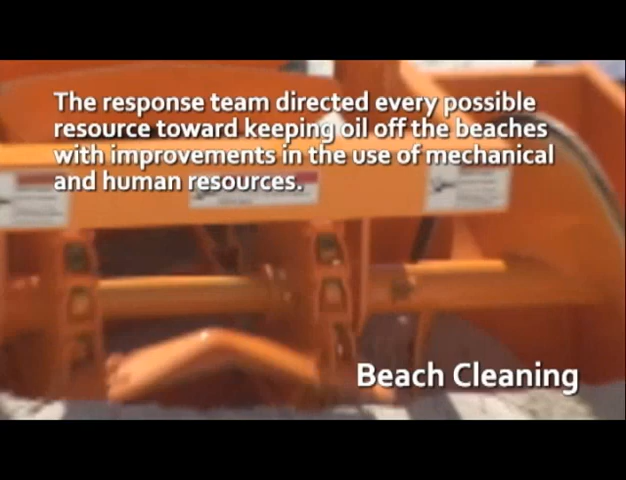 The response team directed every possible
resource toward keeping oil off the beaches
with improvements in the use of mechanical
and human resources.
Beach Cleaning